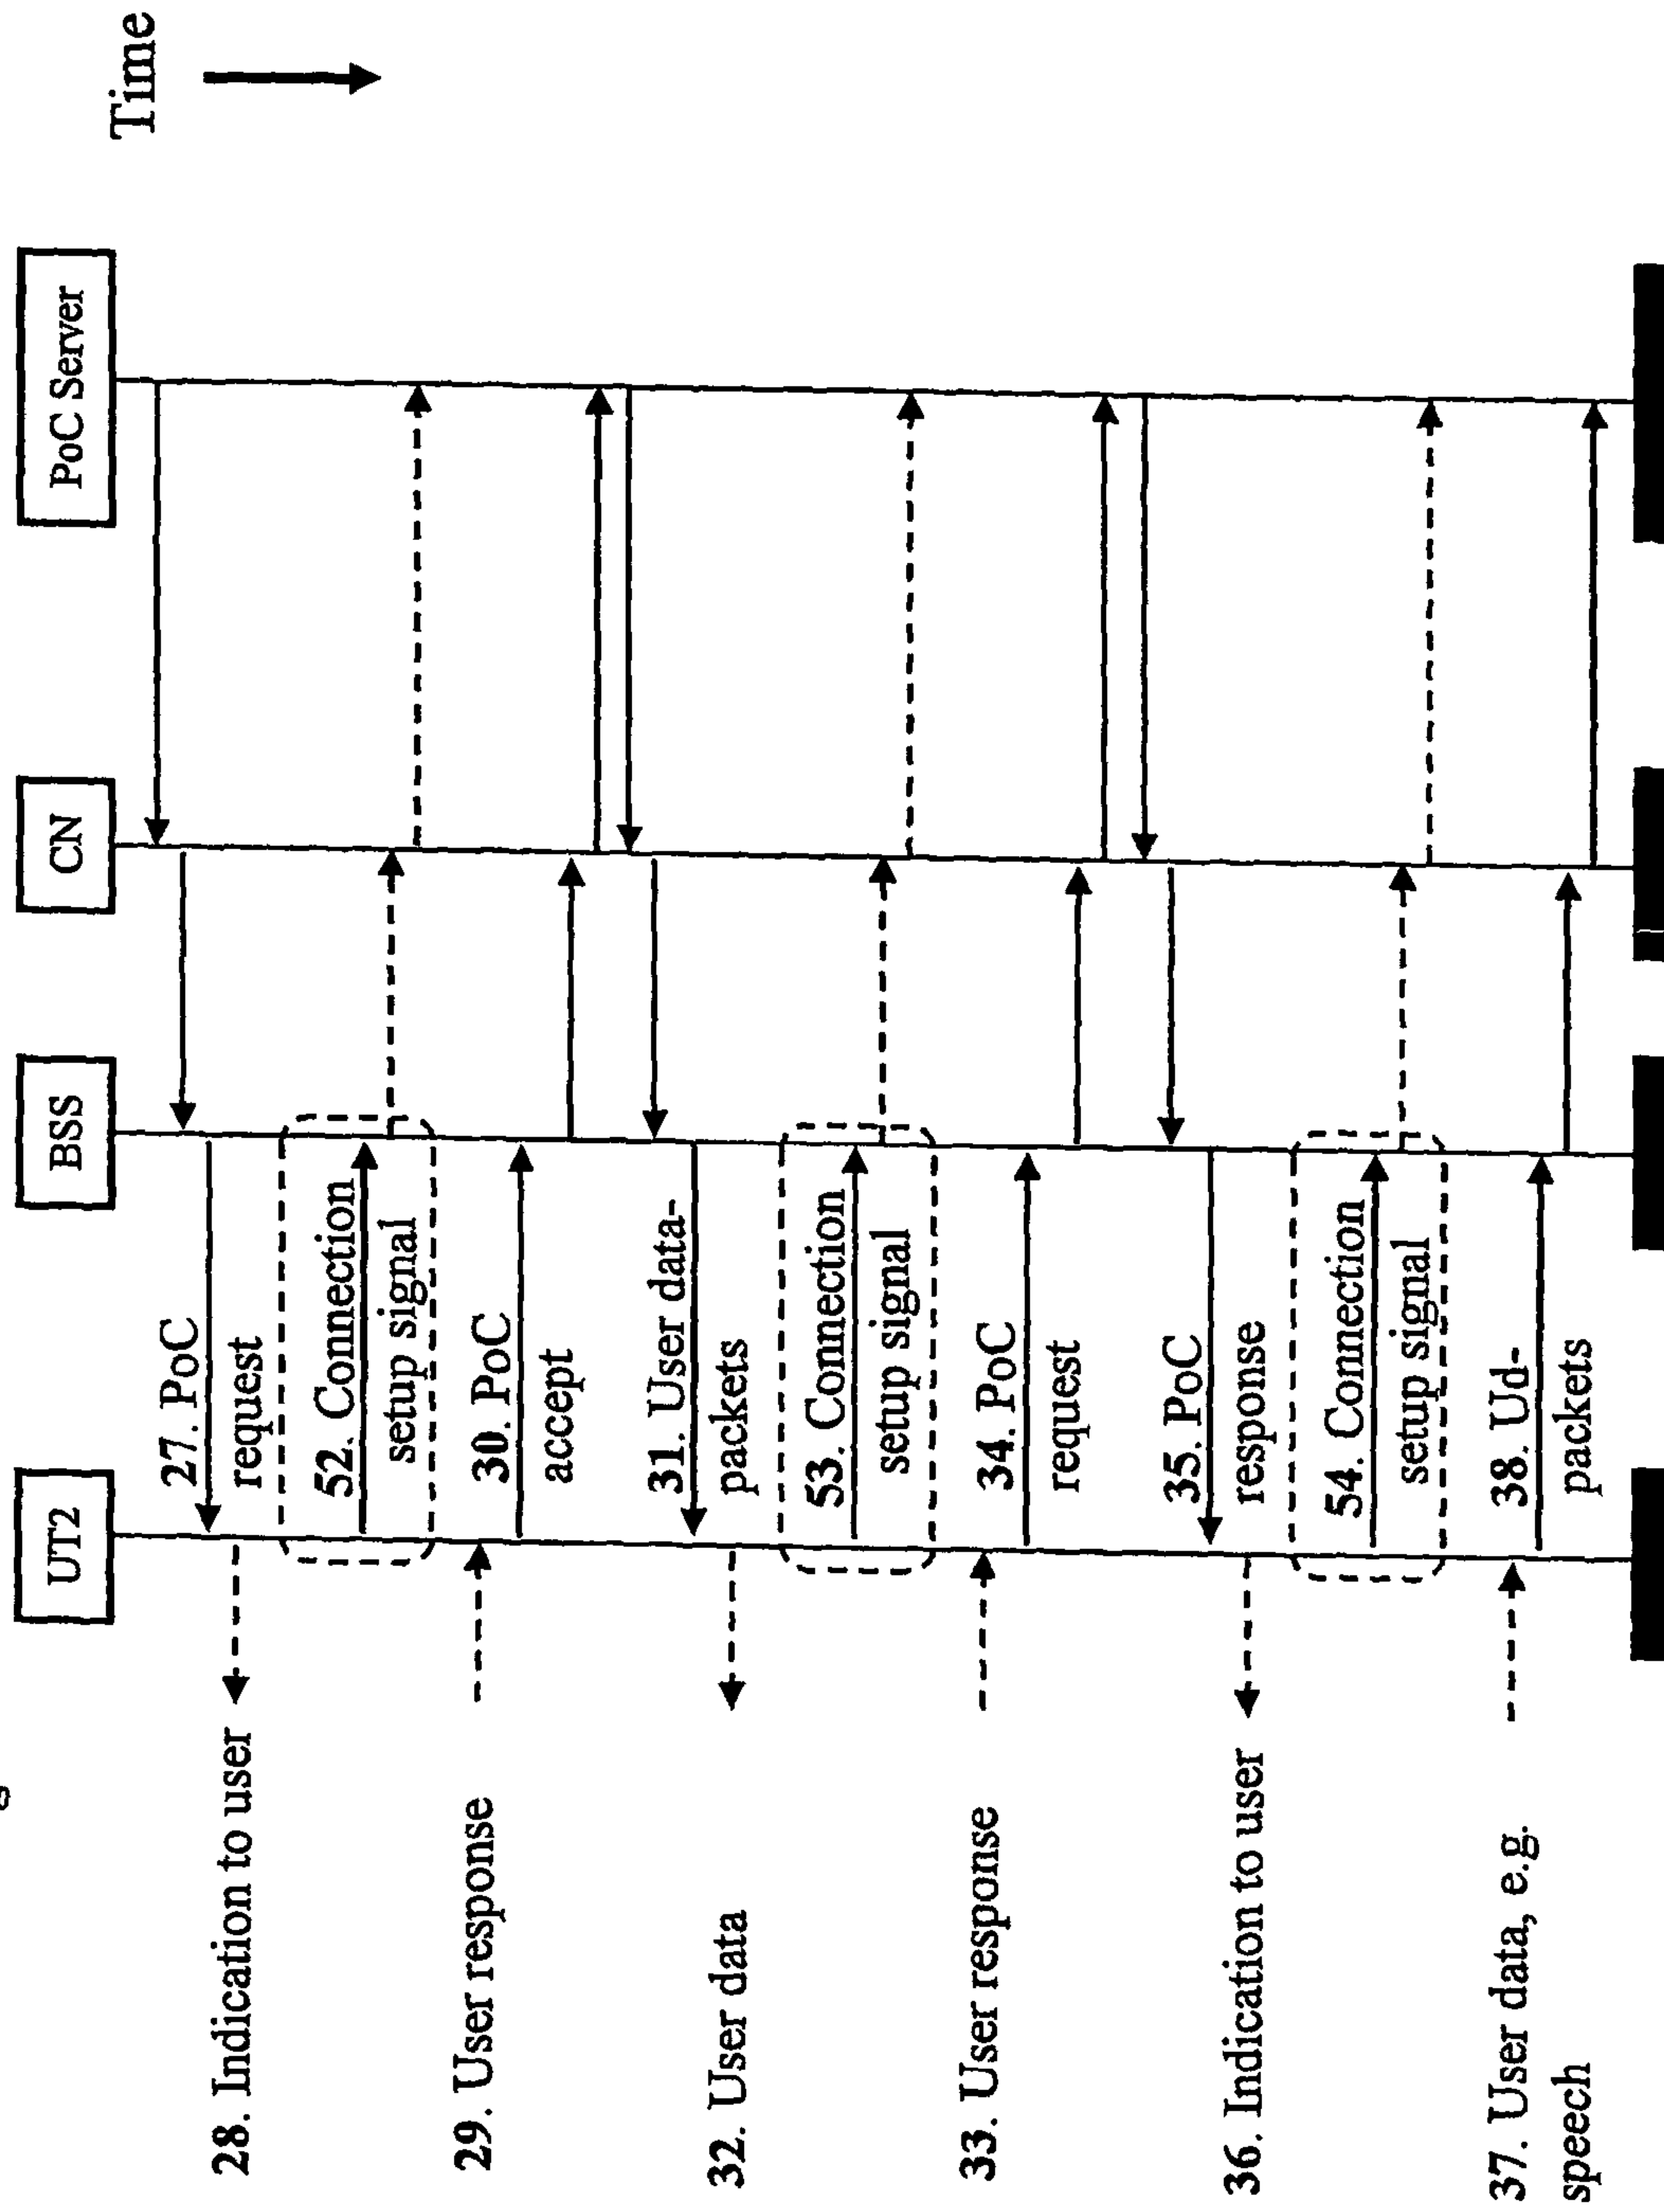 Time
UT2
BSS
CN
PoC Server
27. PoC
request
28. Indication to user
52. Connection
setup signal
29. User response
30. PoC
accept
31. User data-
packets
32. User data
53. Connection
setup signal
33. User response
34. PoC
request
35. PoC
response
36. Indication to user
54. Connection
setup signal
37. User data, e.g.
speech
38. Ud-
packets